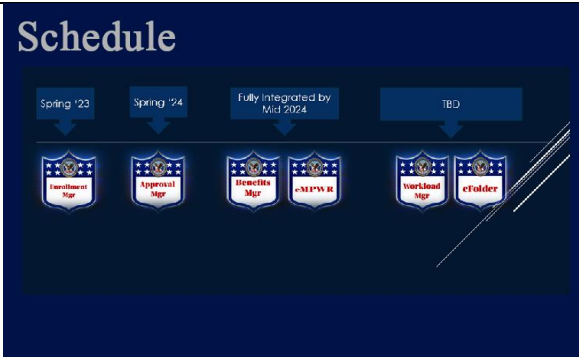 Schedule
Spring '23
Spring '24
Fully Integrated by
Mid 2024
TBD
Enrollment
Mgr
Approval
Mgr
Benefits
Mgr
eMPWR
Workload
Mgr
eFolder